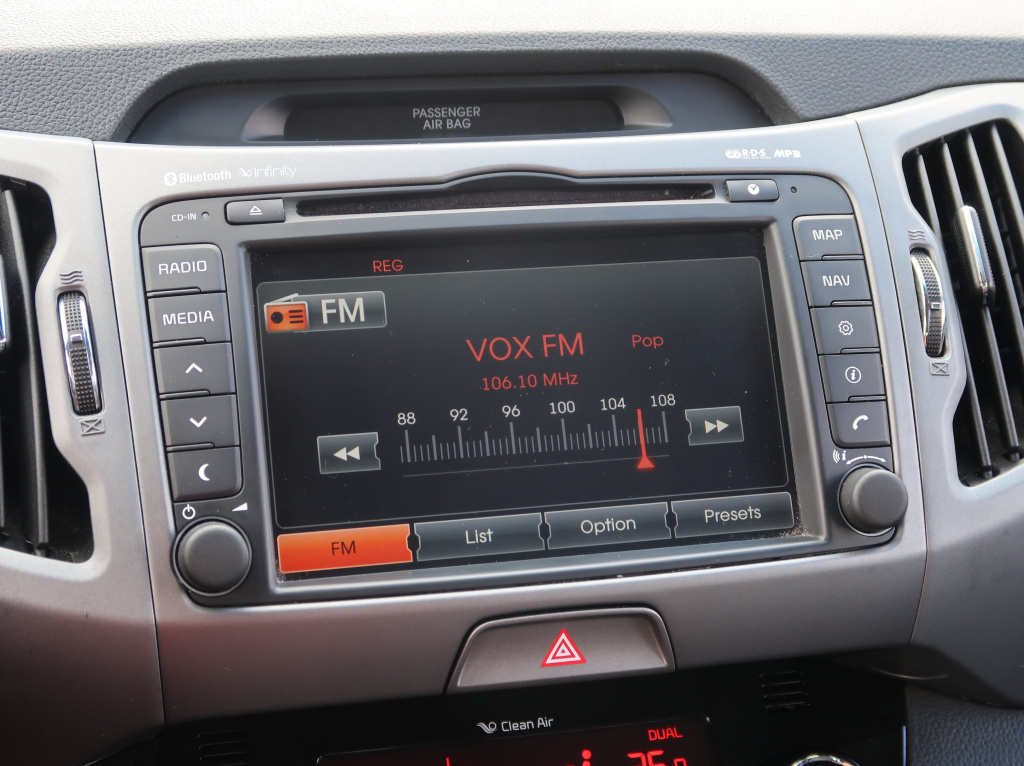 PASSENGER
AIR BAG
Bluetooth Infinity
R·D·S MP3
CD-IN
RADIO
MEDIA
MAP
NAV
REG
FM
VOX FM Pop
106.10 MHz
88 92 96 100 104 108
FM List Option Presets
Clean Air
DUAL